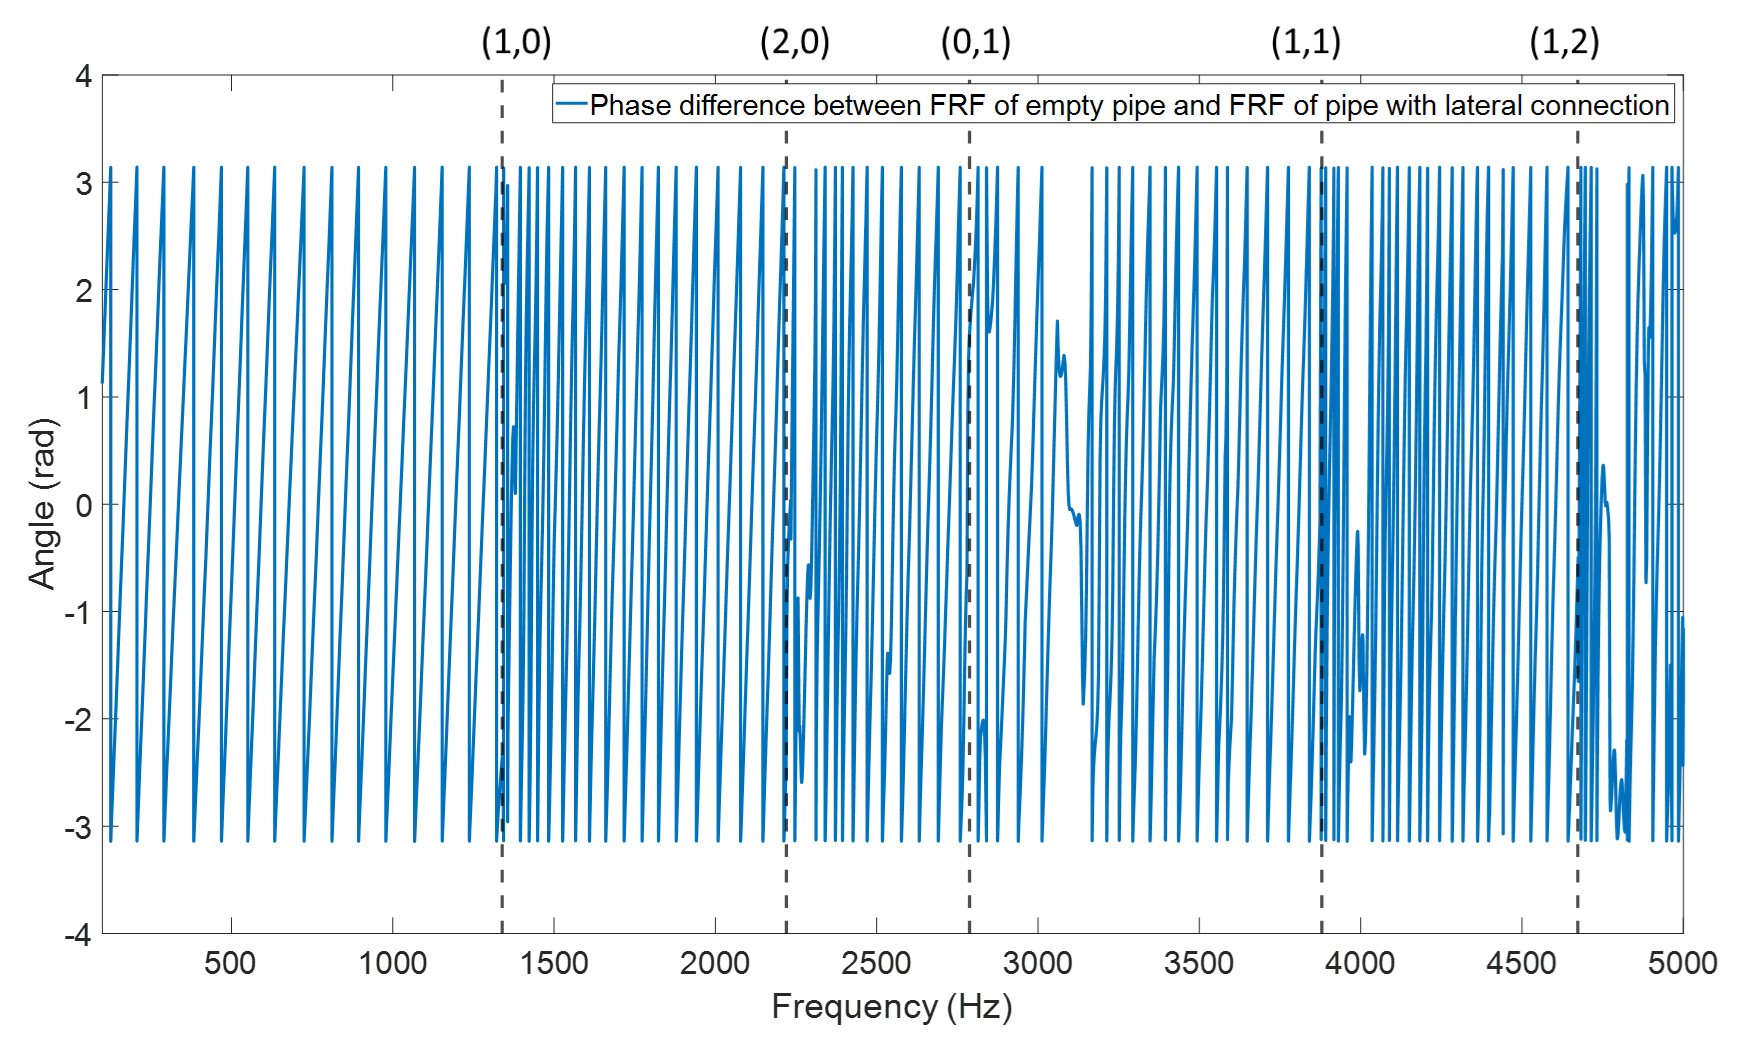 (1,0) (2,0) (0,1) (1,1) (1,2)
Phase difference between FRF of empty pipe and FRF of pipe with lateral connection
4
3
2
1
0
-1
-2
-3
-4
Angle (rad)
500 1000 1500 2000 2500 3000 3500 4000 4500 5000
Frequency (Hz)